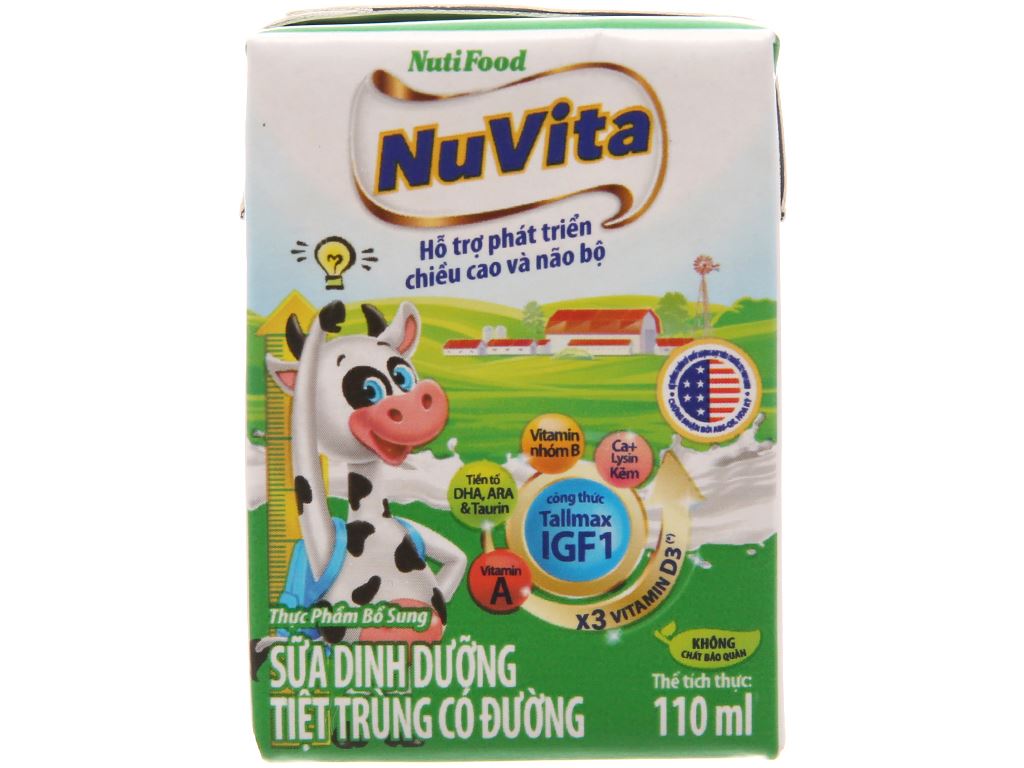 NutiFood
NuVita
Hỗ trợ phát triển
chiều cao và não bộ
Vitamin
nhóm B
Ca+
Lysin
Kẽm
Tiền tố
DHA, ARA
& Taurin
công thức
Tallmax
IGF1
Vitamin
A
X3 VITAMIN D3 (*)
Thực Phẩm Bổ Sung
SỮA DINH DƯỠNG
TIỆT TRÙNG CÓ ĐƯỜNG
KHÔNG
CHẤT BẢO QUẢN
Thể tích thực:
110 ml